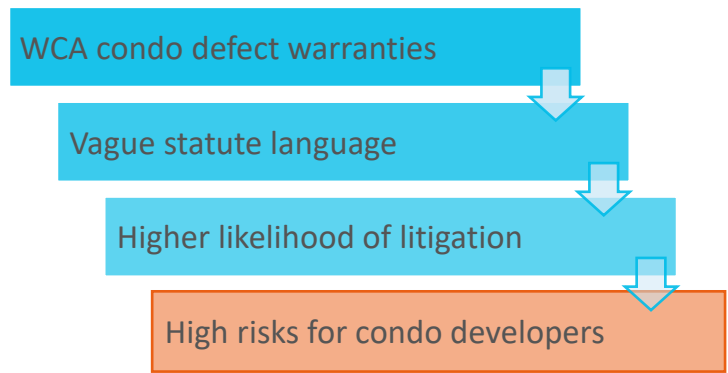 WCA condo defect warranties
Vague statute language
Higher likelihood of litigation
High risks for condo developers